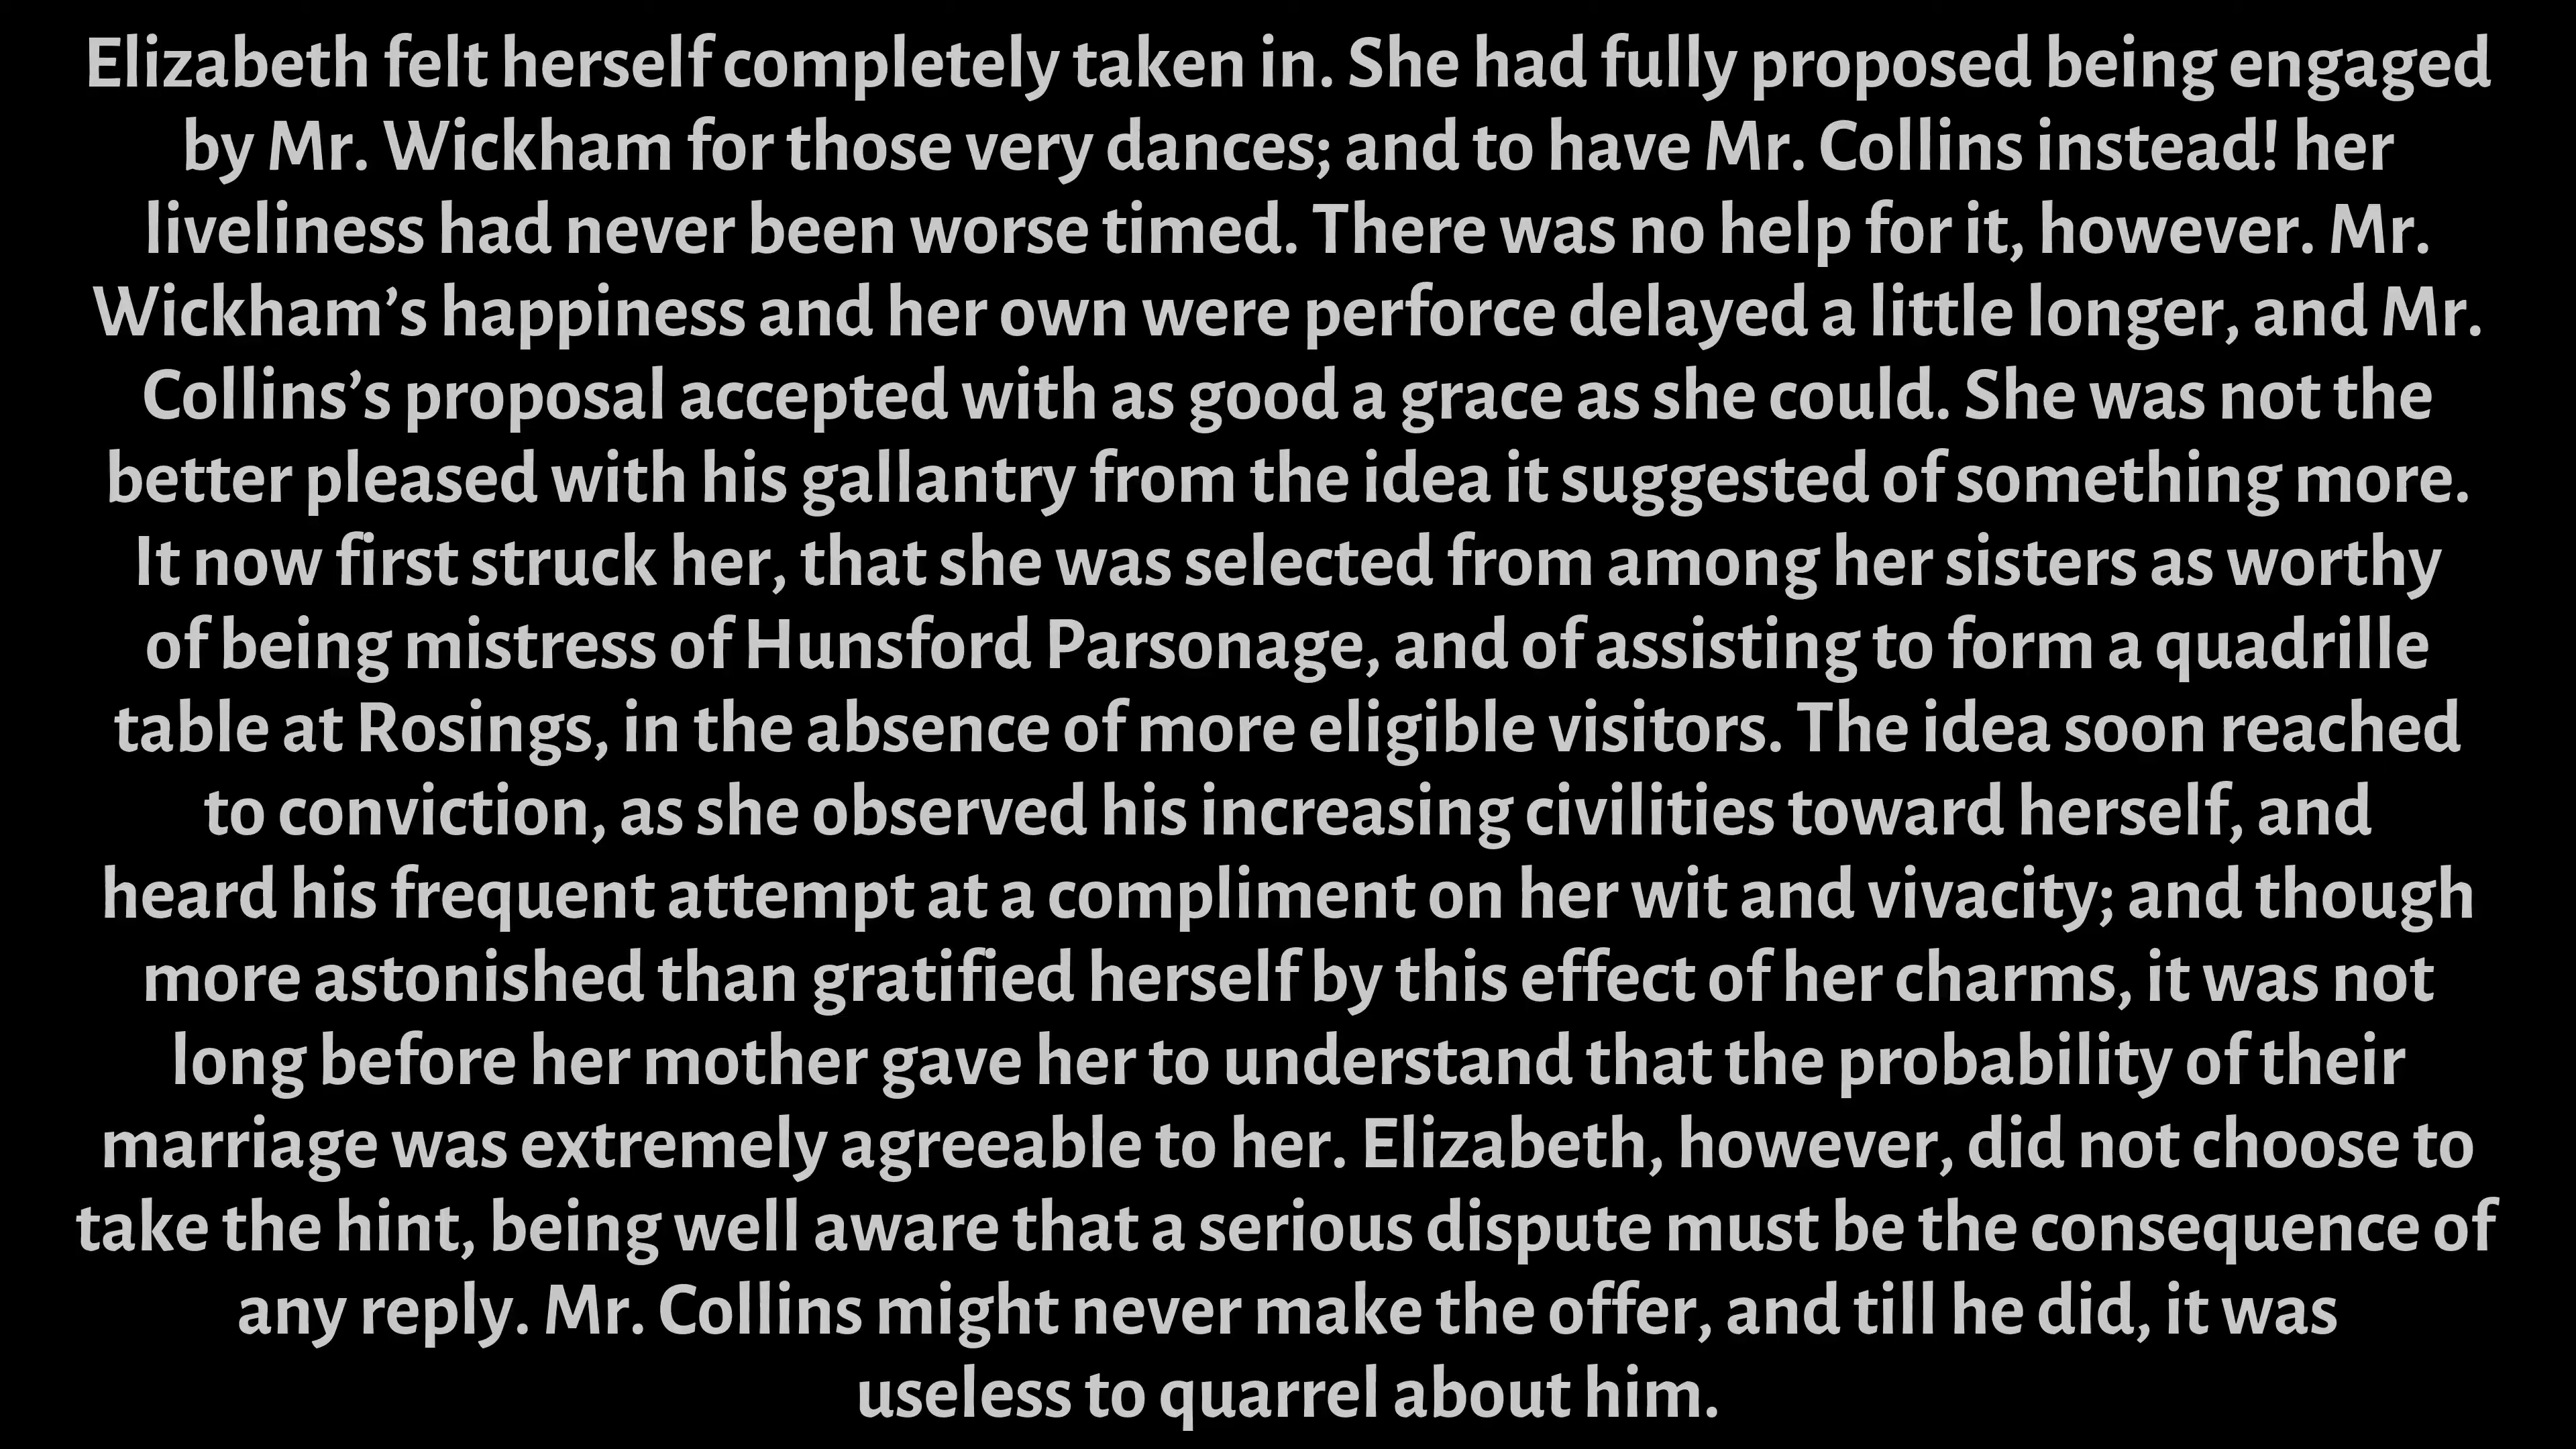 Elizabeth felt herself completely taken in. She had fully proposed being engaged
by Mr. Wickham for those very dances; and to have Mr. Collins instead! her
liveliness had never been worse timed. There was no help for it, however. Mr.
Wickham’s happiness and her own were perforce delayed a little longer, and Mr.
Collins’s proposal accepted with as good a grace as she could. She was not the
better pleased with his gallantry from the idea it suggested of something more.
It now first struck her, that she was selected from among her sisters as worthy
of being mistress of Hunsford Parsonage, and of assisting to form a quadrille
table at Rosings, in the absence of more eligible visitors. The idea soon reached
to conviction, as she observed his increasing civilities toward herself, and
heard his frequent attempt at a compliment on her wit and vivacity; and though
more astonished than gratified herself by this effect of her charms, it was not
long before her mother gave her to understand that the probability of their
marriage was extremely agreeable to her. Elizabeth, however, did not choose to
take the hint, being well aware that a serious dispute must be the consequence of
any reply. Mr. Collins might never make the offer, and till he did, it was
useless to quarrel about him.